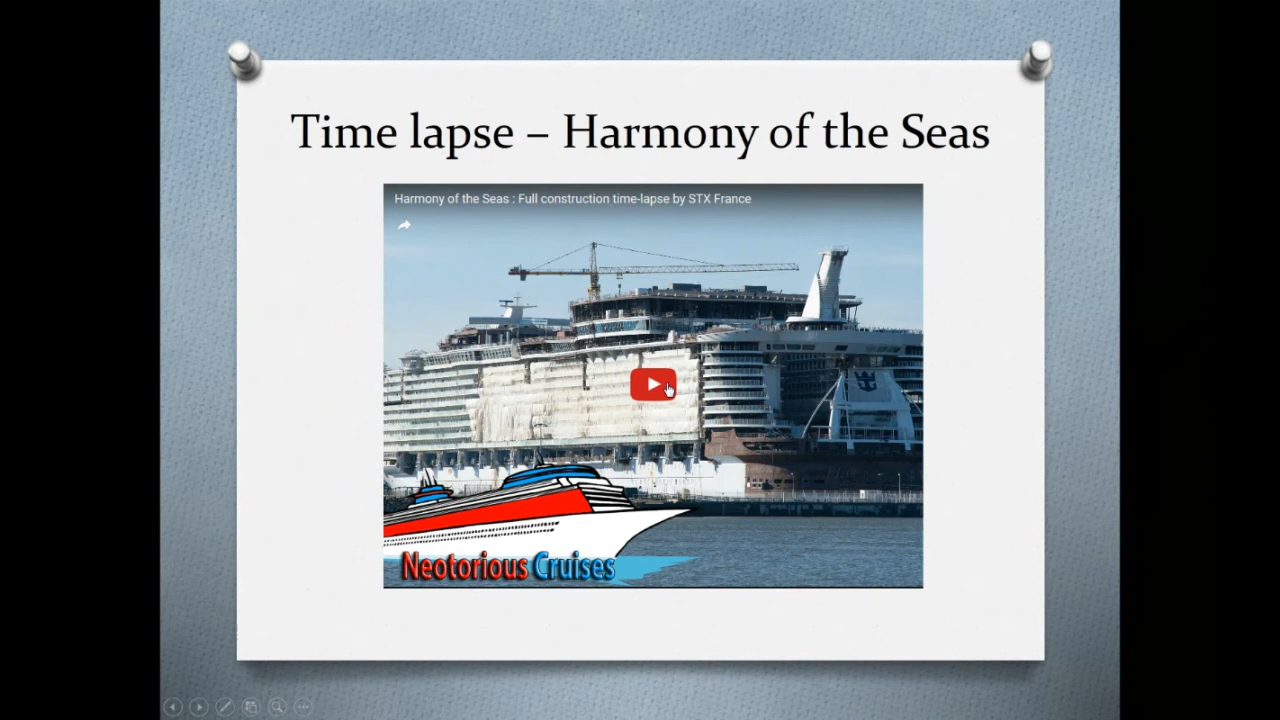 Time lapse – Harmony of the Seas
Harmony of the Seas : Full construction time-lapse by STX France
Neotorious Cruises